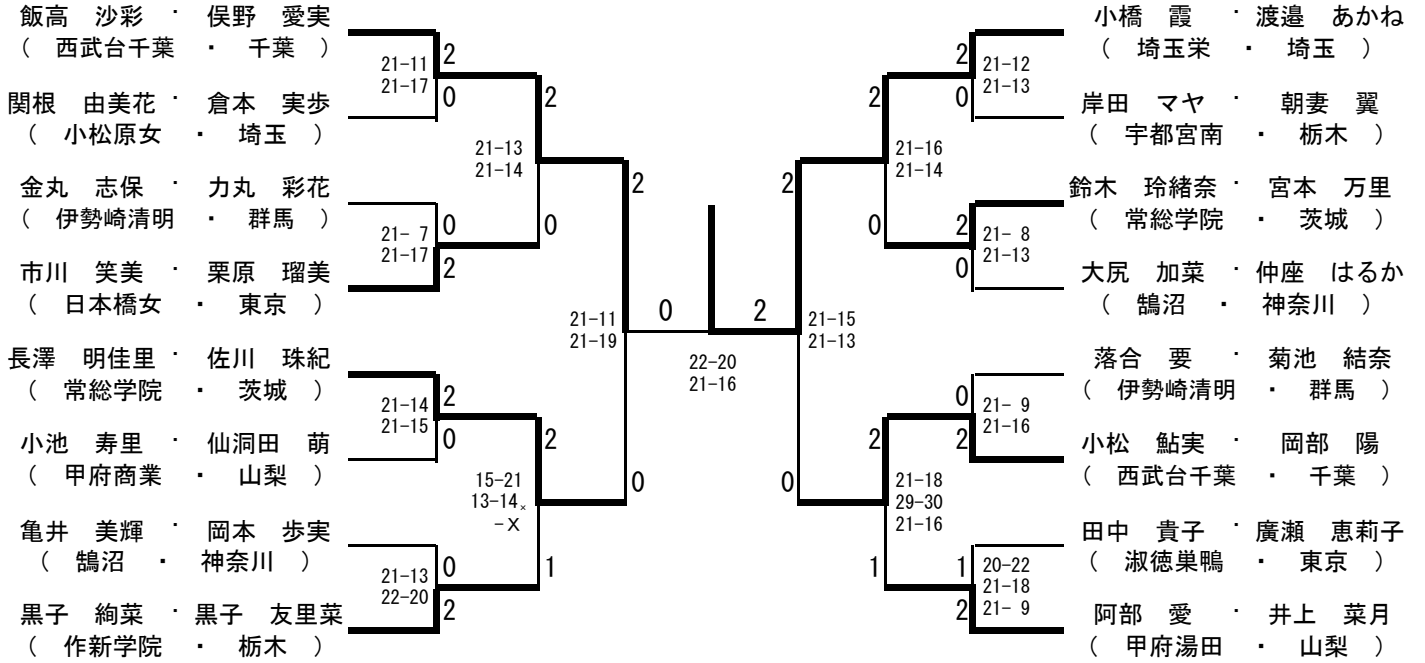 飯高　沙彩　・　俣野　愛実
（　西武台千葉　・　千葉　）
関根　由美花　・　倉本　実歩
（　小松原女　・　埼玉　）
金丸　志保　・　力丸　彩花
（　伊勢崎清明　・　群馬　）
市川　笑美　・　栗原　瑠美
（　日本橋女　・　東京　）
長澤　明佳里　・　佐川　珠紀
（　常総学院　・　茨城　）
小池　寿里　・　仙洞田　萌
（　甲府商業　・　山梨　）
亀井　美輝　・　岡本　歩実
（　鵠沼　・　神奈川　）
黒子　絢菜　・　黒子　友里菜
（　作新学院　・　栃木　）
21-11
21-17
2
0
21- 7
21-17
0
2
21-14
21-15
2
0
21-13
22-20
0
2
21-13
21-14
2
0
15-21
13-14×
-X
2
1
21-11
21-19
2
0
0
2
22-20
21-16
21-15
21-13
2
0
21-16
21-14
2
0
21-18
29-30
21-16
2
1
21-12
21-13
2
0
21- 8
21-13
2
0
21- 9
21-16
0
2
20-22
21-18
21- 9
1
2
小橋　霞　・　渡邉　あかね
（　埼玉栄　・　埼玉　）
岸田　マヤ　・　朝妻　翼
（　宇都宮南　・　栃木　）
鈴木　玲緒奈　・　宮本　万里
（　常総学院　・　茨城　）
大尻　加菜　・　仲座　はるか
（　鵠沼　・　神奈川　）
落合　要　・　菊池　結奈
（　伊勢崎清明　・　群馬　）
小松　鮎実　・　岡部　陽
（　西武台千葉　・　千葉　）
田中　貴子　・　廣瀬　恵莉子
（　淑徳巣鴨　・　東京　）
阿部　愛　・　井上　菜月
（　甲府湯田　・　山梨　）